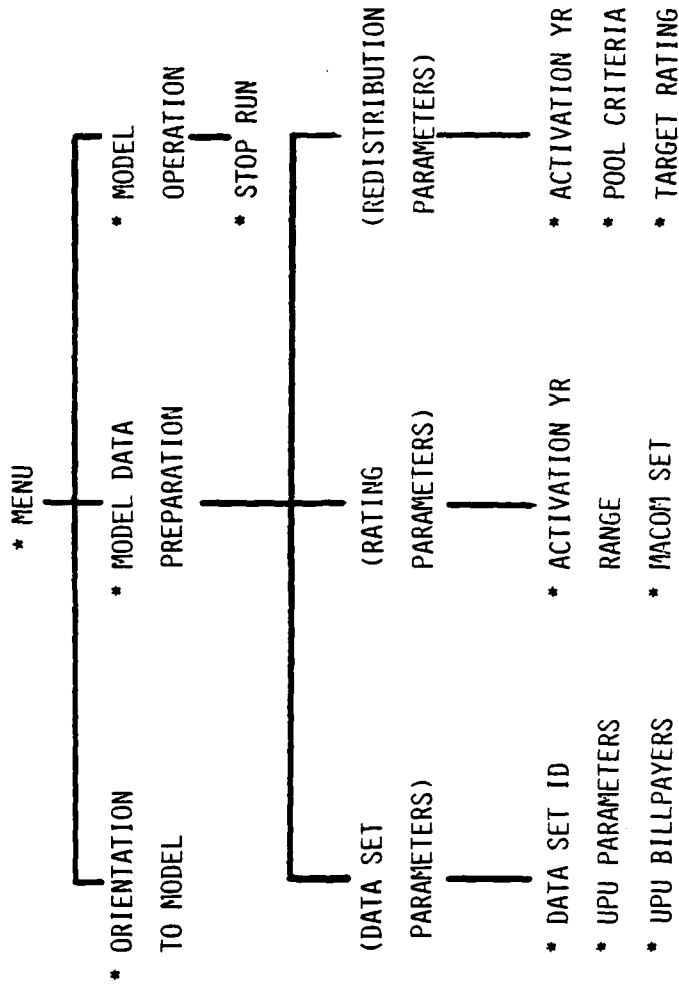 * MENU
* ORIENTATION
TO MODEL
* MODEL DATA
PREPARATION
* MODEL
OPERATION
* STOP RUN
(DATA SET
PARAMETERS)
(RATING
PARAMETERS)
(REDISTRIBUTION
PARAMETERS)
* DATA SET ID
* UPU PARAMETERS
* UPU BILLPAYERS
* ACTIVATION YR
RANGE
* MACOM SET
* ACTIVATION YR
* POOL CRITERIA
* TARGET RATING